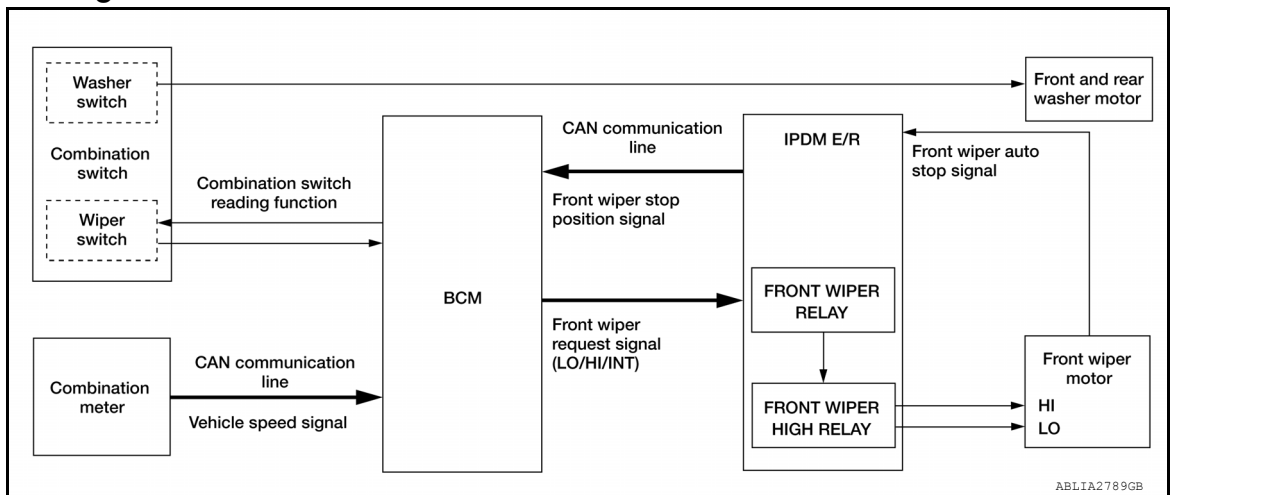 Washer
switch
Combination
switch
Wiper
switch
Combination switch
reading function
Combination
meter
CAN communication
line
Vehicle speed signal
BCM
CAN communication
line
Front wiper stop
position signal
Front wiper
request signal
(LO/HI/INT)
IPDM E/R
FRONT WIPER
RELAY
FRONT WIPER
HIGH RELAY
Front and rear
washer motor
Front wiper auto
stop signal
Front wiper
motor
HI
LO
ABLIA2789GB